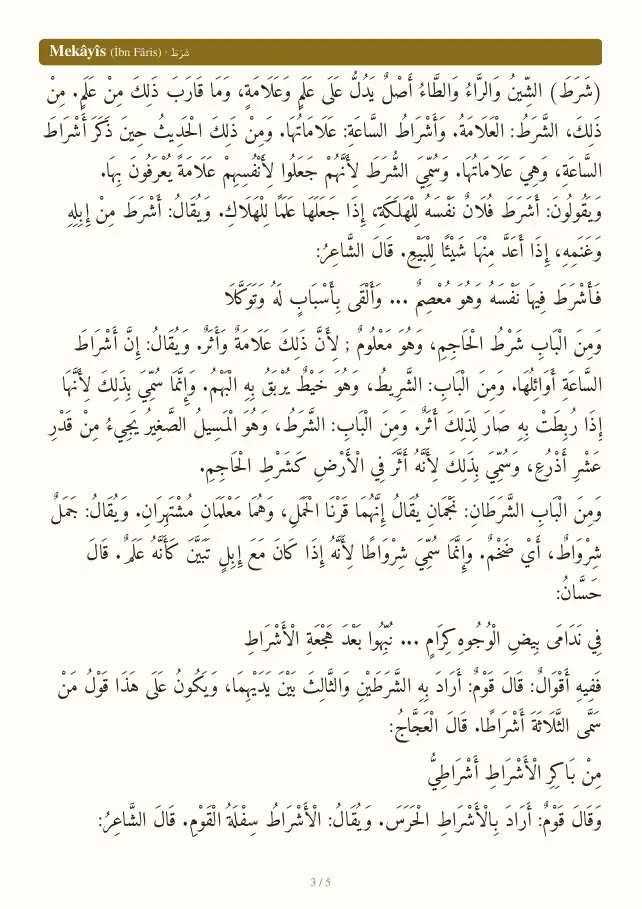 Mekâyîs (İbn Fâris) · شَرَطَ
(شَرَطَ) الشِّينُ وَالرَّاءُ وَالطَّاءُ أَصْلٌ يَدُلُّ عَلَى عَلَمٍ وَعَلَامَةٍ، وَمَا قَارَبَ ذَلِكَ مِنْ عَلَمٍ. مِنْ
ذَلِكَ، الشَّرَطُ: الْعَلَامَةُ. وَأَشْرَاطُ السَّاعَةِ: عَلَامَاتُهَا. وَمِنْ ذَلِكَ الْحَدِيثُ حِينَ ذَكَرَ أَشْرَاطَ
السَّاعَةِ، وَهِيَ عَلَامَاتُهَا. وَسُمِّيَ الشُّرَطَ لِأَنَّهُمْ جَعَلُوا لِأَنْفُسِهِمْ عَلَامَةً يُعْرَفُونَ بِهَا.
وَيَقُولُونَ: أَشْرَطَ فُلَانٌ نَفْسَهُ لِلْهَلَكَةِ، إِذَا جَعَلَهَا عَلَمًا لِلْهَلَاكِ. وَيُقَالُ: أَشْرَطَ مِنْ إِبِلِهِ
وَغَنَمِهِ، إِذَا أَعَدَّ مِنْهَا شَيْئًا لِلْبَيْعِ. قَالَ الشَّاعِرُ:
فَأَشْرَطَ فِيهَا نَفْسَهُ وَهُوَ مُعْصِمٌ ... وَأَلْقَى بِأَسْبَابٍ لَهُ وَتَوَكَّلَا
وَمِنَ الْبَابِ شَرْطُ الْحَاجِمِ، وَهُوَ مَعْلُومٌ ; لِأَنَّ ذَلِكَ عَلَامَةٌ وَأَثَرٌ. وَيُقَالُ: إِنَّ أَشْرَاطَ
السَّاعَةِ أَوَائِلُهَا. وَمِنَ الْبَابِ: الشَّرِيطُ، وَهُوَ خَيْطٌ يُرْبَقُ بِهِ الْبَهْمُ. وَإِنَّمَا سُمِّيَ بِذَلِكَ لِأَنَّهَا
إِذَا رُبِطَتْ بِهِ صَارَ لِذَلِكَ أَثَرٌ. وَمِنَ الْبَابِ: الشَّرَطُ، وَهُوَ الْمَسِيلُ الصَّغِيرُ يَجِيءُ مِنْ قَدْرِ
عَشْرِ أَذْرُعٍ، وَسُمِّيَ بِذَلِكَ لِأَنَّهُ أَثَّرَ فِي الْأَرْضِ كَشَرْطِ الْحَاجِمِ.
وَمِنَ الْبَابِ الشَّرَطَانِ: نَجْمَانِ يُقَالُ إِنَّهُمَا قَرْنَا الْحَمَلِ، وَهُمَا مَعْلَمَانِ مُشْتَهِرَانِ. وَيُقَالُ: جَمَلٌ
شِرْوَاطٌ، أَيْ ضَخْمٌ. وَإِنَّمَا سُمِّيَ شِرْوَاطًا لِأَنَّهُ إِذَا كَانَ مَعَ إِبِلٍ تَبَيَّنَ كَأَنَّهُ عَلَمٌ. قَالَ
حَسَّانُ:
فِي نَدَامَى بِيضِ الْوُجُوهِ كِرَامٍ ... نُبِّهُوا بَعْدَ هَجْعَةِ الْأَشْرَاطِ
فَفِيهِ أَقْوَالٌ: قَالَ قَوْمٌ: أَرَادَ بِهِ الشَّرَطَيْنِ وَالثَّالِثَ بَيْنَ يَدَيْهِمَا، وَيَكُونُ عَلَى هَذَا قَوْلُ مَنْ
سَمَّى الثَّلَاثَةَ أَشْرَاطًا. قَالَ الْعَجَّاجُ:
مِنْ بَاكِرِ الْأَشْرَاطِ أَشْرَاطِيُّ
وَقَالَ قَوْمٌ: أَرَادَ بِالْأَشْرَاطِ الْحَرَسَ. وَيُقَالُ: الْأَشْرَاطُ سِفْلَةُ الْقَوْمِ. قَالَ الشَّاعِرُ:
3 / 5